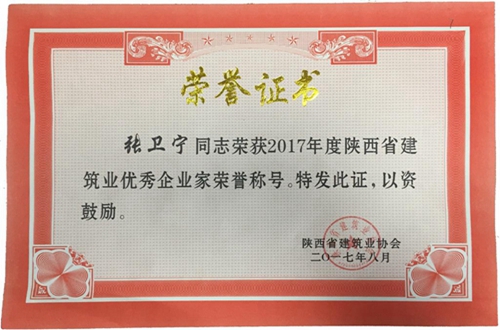 荣誉证书
张卫宁同志荣获2017年度陕西省建
筑业优秀企业家荣誉称号。特发此证，以资
鼓励。
陕西省建筑业协会
二〇一七年八月